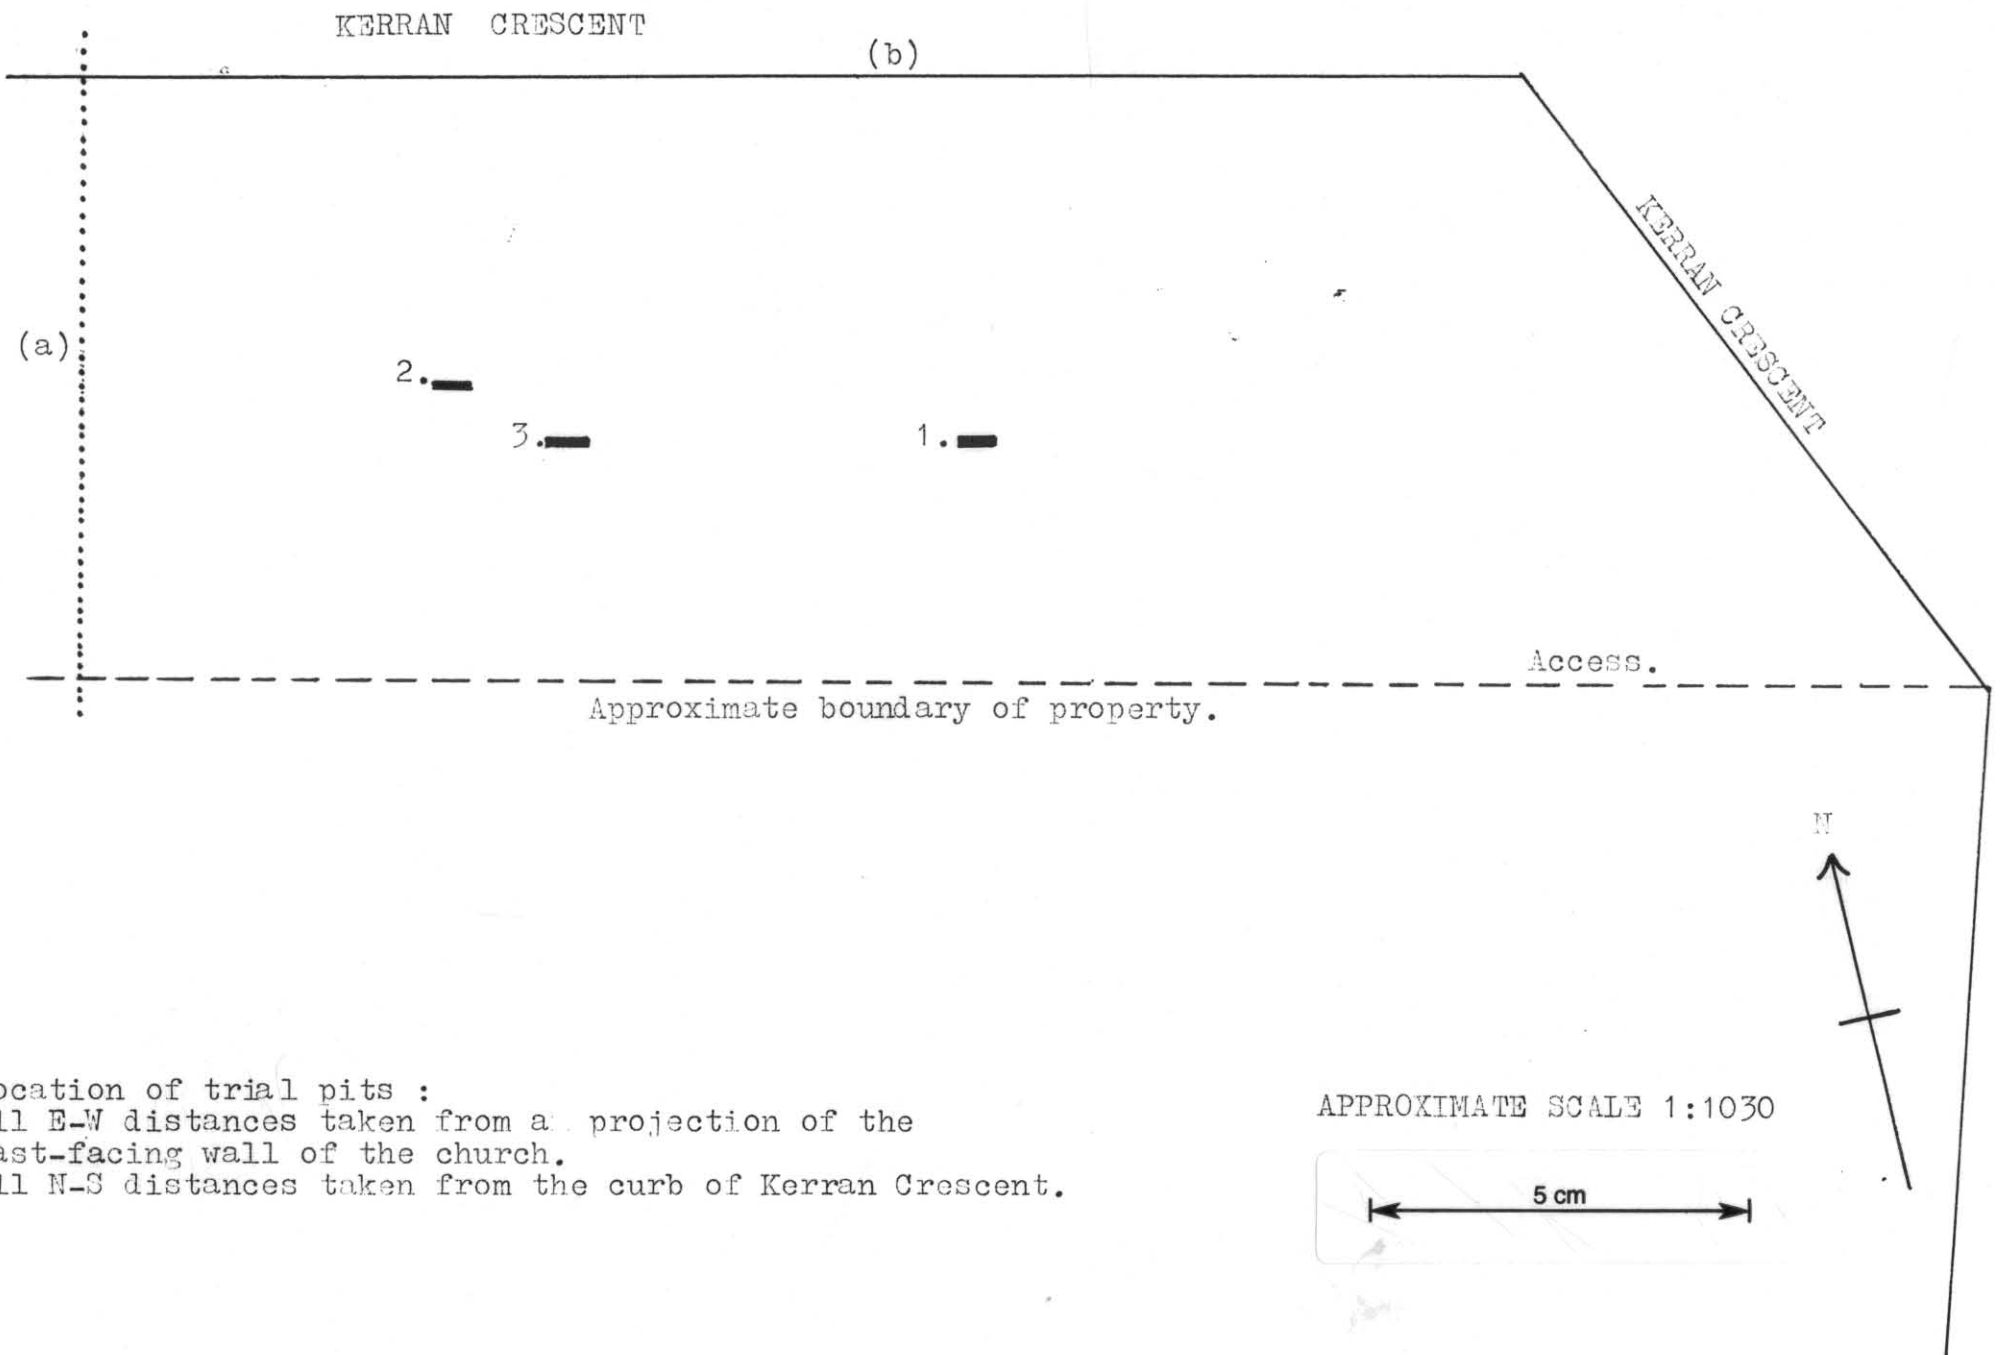 KERRAN CRESCENT
(b)
KERRAN CRESCENT
(a)
2.
3.
1.
Access.
Approximate boundary of property.
N
ocation of trial pits :
ll E-W distances taken from a projection of the
ast-facing wall of the church.
ll N-S distances taken from the curb of Kerran Crescent.
APPROXIMATE SCALE 1:1030
5 cm